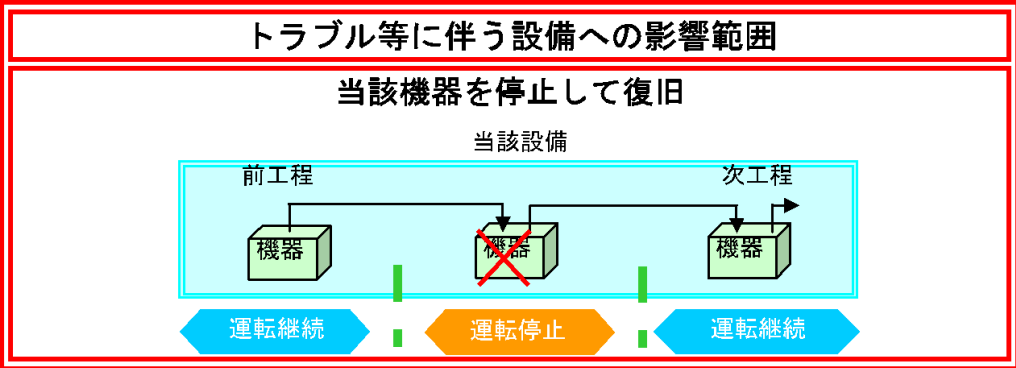 トラブル等に伴う設備への影響範囲
当該機器を停止して復旧
当該設備
前工程
次工程
機器
機器
機器
運転継続
運転停止
運転継続